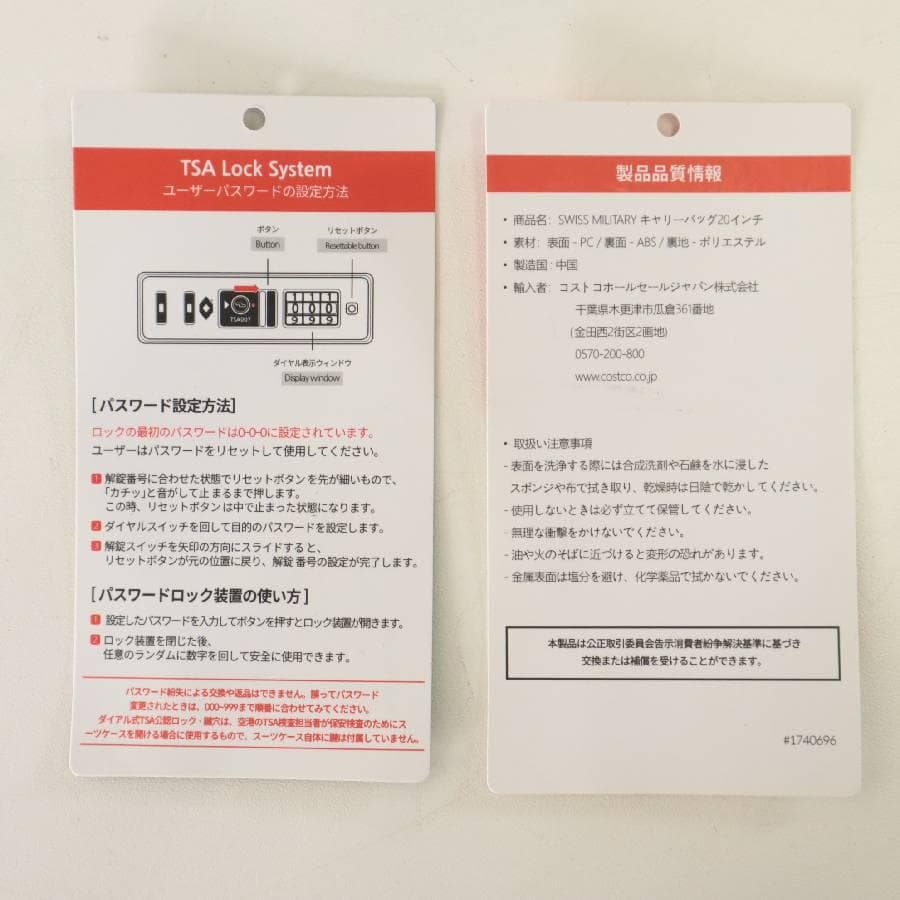 TSA Lock System
ユーザーパスワードの設定方法
ボタン
Button
リセットボタン
Resettable button
TSA007
0 0 0
9 9 9
ダイヤル表示ウィンドウ
Display window
[パスワード設定方法]
ロックの最初のパスワードは0-0-0に設定されています。
ユーザーはパスワードをリセットして使用してください。
1 解錠番号に合わせた状態でリセットボタンを先が細いもので、
「カチッ」と音がして止まるまで押します。
この時、リセットボタンは中で止まった状態になります。
2 ダイヤルスイッチを回して目的のパスワードを設定します。
3 解錠スイッチを矢印の方向にスライドすると、
リセットボタンが元の位置に戻り、解錠番号の設定が完了します。
[パスワードロック装置の使い方]
1 設定したパスワードを入力してボタンを押すとロック装置が開きます。
2 ロック装置を閉じた後、
任意のランダムに数字を回して安全に使用できます。
パスワード紛失による交換や返品はできません。誤ってパスワード
変更されたときは、000~999まで順番に合わせてみてください。
ダイアル式TSA公認ロック・鍵穴は、空港のTSA検査担当者が保安検査のためにス
ーツケースを開ける場合に使用するもので、スーツケース自体に鍵は付属していません。
製品品質情報
• 商品名: SWISS MILITARY キャリーバッグ20インチ
• 素材: 表面 - PC / 裏面 - ABS / 裏地 - ポリエステル
• 製造国 : 中国
• 輸入者: コストコホールセールジャパン株式会社
千葉県木更津市瓜倉361番地
(金田西2街区2画地)
0570-200-800
www.costco.co.jp
• 取扱い注意事項
- 表面を洗浄する際には合成洗剤や石鹸を水に浸した
スポンジや布で拭き取り、乾燥時は日陰で乾かしてください。
- 使用しないときは必ず立てて保管してください。
- 無理な衝撃をかけないでください。
- 油や火のそばに近づけると変形の恐れがあります。
- 金属表面は塩分を避け、化学薬品で拭かないでください。
本製品は公正取引委員会告示消費者紛争解決基準に基づき
交換または補償を受けることができます。
#1740696